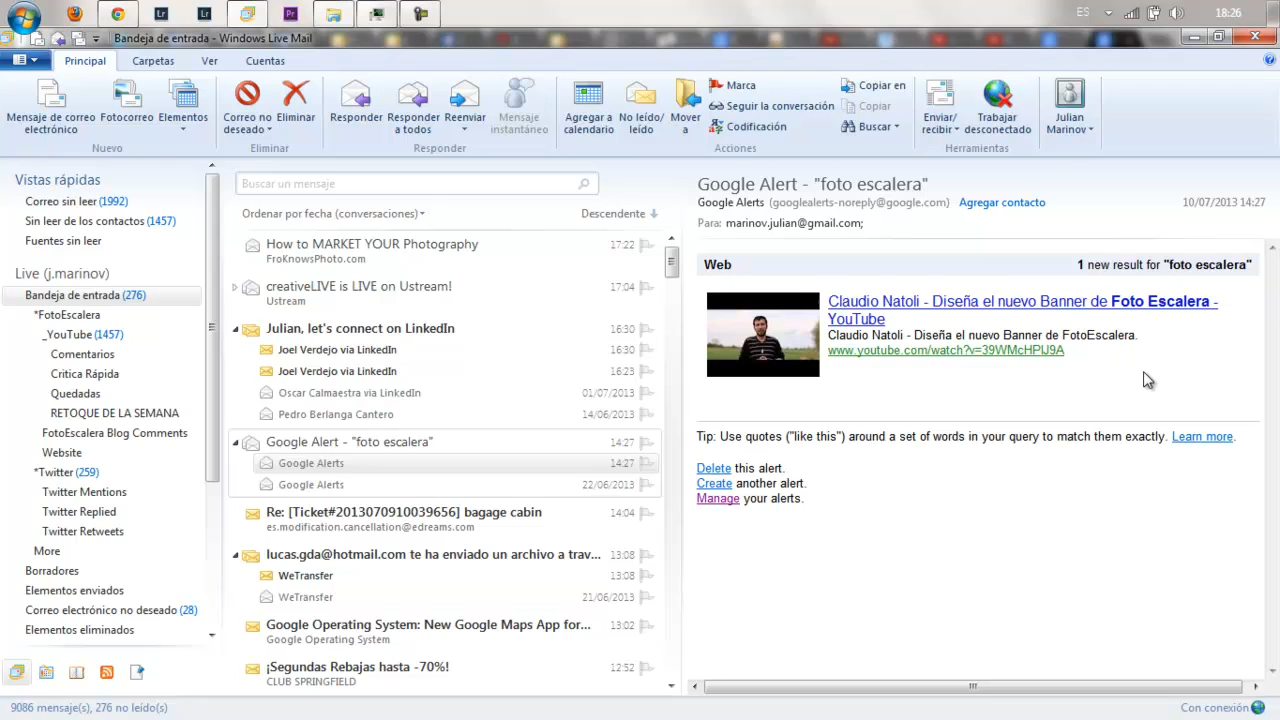 ES 18:26
Bandeja de entrada - Windows Live Mail
Principal Carpetas Ver Cuentas
Mensaje de correo electrónico
Fotocorreo
Elementos
Nuevo
Correo no deseado
Eliminar
Eliminar
Responder
Responder a todos
Reenviar
Mensaje instantáneo
Responder
Agregar a calendario
No leído/ leído
Mover a
Marca
Seguir la conversación
Codificación
Copiar en
Copiar
Buscar
Acciones
Enviar/ recibir
Trabajar desconectado
Herramientas
Julian Marinov
Vistas rápidas
Correo sin leer (1992)
Sin leer de los contactos (1457)
Fuentes sin leer
Live (j.marinov)
Bandeja de entrada (276)
*FotoEscalera
_YouTube (1457)
Comentarios
Critica Rápida
Quedadas
RETOQUE DE LA SEMANA
FotoEscalera Blog Comments
Website
*Twitter (259)
Twitter Mentions
Twitter Replied
Twitter Retweets
More
Borradores
Elementos enviados
Correo electrónico no deseado (28)
Elementos eliminados
Buscar un mensaje
Ordenar por fecha (conversaciones) Descendente
How to MARKET YOUR Photography 17:22
FroKnowsPhoto.com
creativeLIVE is LIVE on Ustream! 17:04
Ustream
Julian, let's connect on LinkedIn 16:30
Joel Verdejo via LinkedIn 16:30
Joel Verdejo via LinkedIn 16:23
Oscar Calmaestra via LinkedIn 01/07/2013
Pedro Berlanga Cantero 14/06/2013
Google Alert - "foto escalera" 14:27
Google Alerts 14:27
Google Alerts 22/06/2013
Re: [Ticket#2013070910039656] bagage cabin 14:04
es.modification.cancellation@edreams.com
lucas.gda@hotmail.com te ha enviado un archivo a trav... 13:08
WeTransfer 13:08
WeTransfer 21/06/2013
Google Operating System: New Google Maps App for... 13:02
Google Operating System
¡Segundas Rebajas hasta -70%! 12:52
CLUB SPRINGFIELD
Google Alert - "foto escalera"
Google Alerts (googlealerts-noreply@google.com) Agregar contacto 10/07/2013 14:27
Para: marinov.julian@gmail.com;
Web 1 new result for "foto escalera"
Claudio Natoli - Diseña el nuevo Banner de Foto Escalera -
YouTube
Claudio Natoli - Diseña el nuevo Banner de FotoEscalera.
www.youtube.com/watch?v=39WMcHPlJ9A
Tip: Use quotes ("like this") around a set of words in your query to match them exactly. Learn more.
Delete this alert.
Create another alert.
Manage your alerts.
9086 mensaje(s), 276 no leído(s) Con conexión